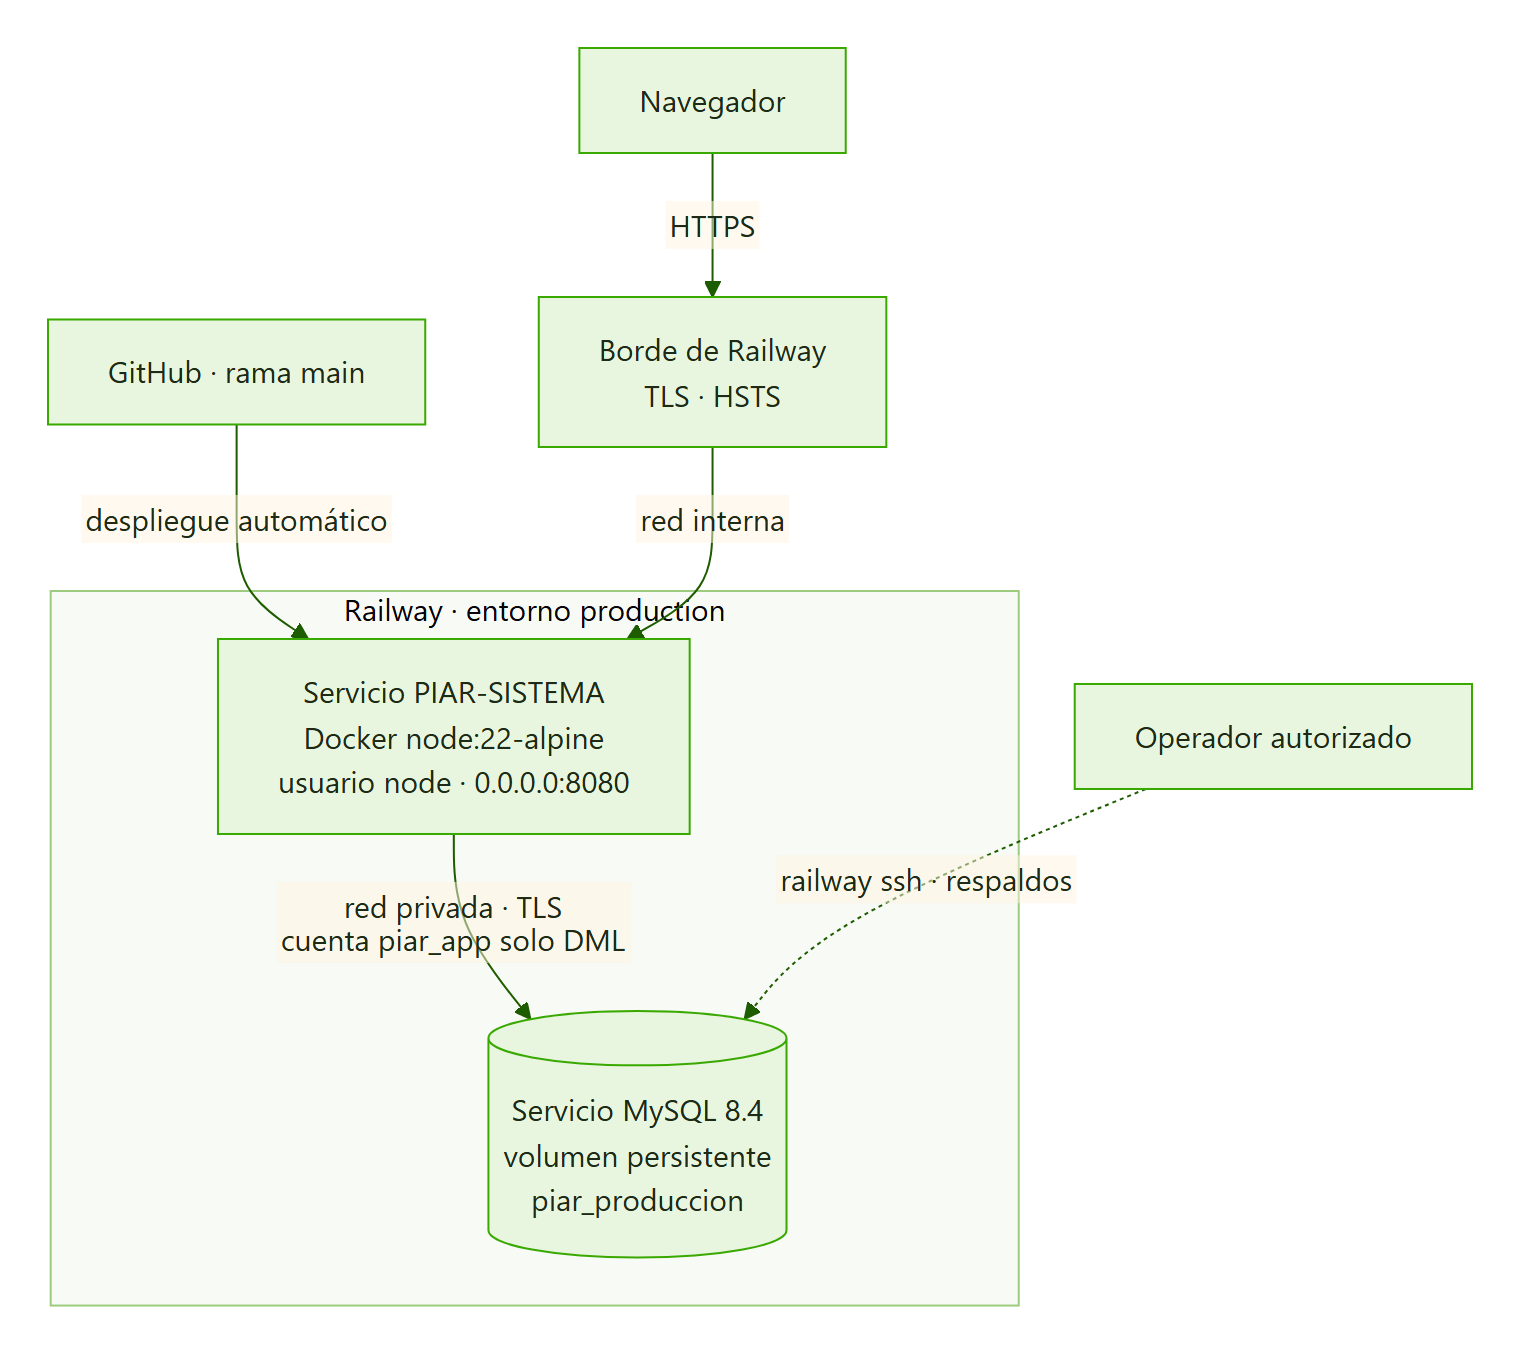 Navegador
HTTPS
Borde de Railway
TLS · HSTS
GitHub · rama main
despliegue automático
red interna
Railway · entorno production
Servicio PIAR-SISTEMA
Docker node:22-alpine
usuario node · 0.0.0.0:8080
Operador autorizado
railway ssh · respaldos
red privada · TLS
cuenta piar_app solo DML
Servicio MySQL 8.4
volumen persistente
piar_produccion